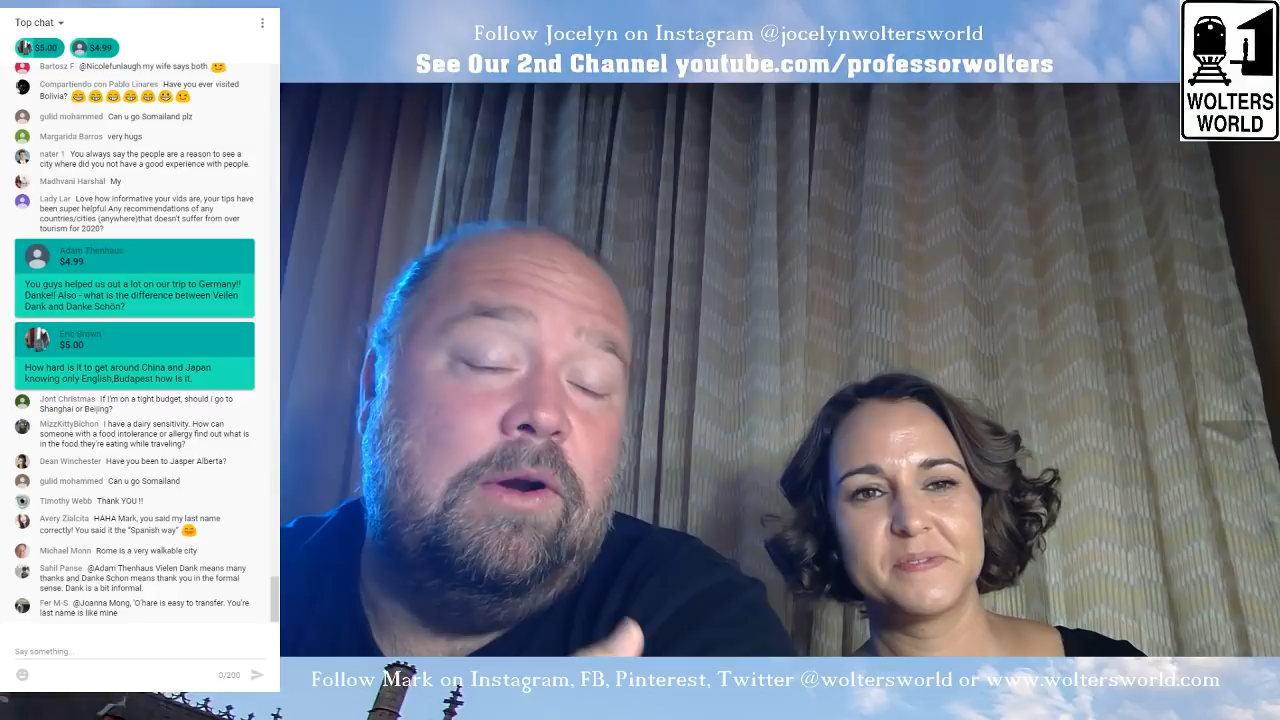 Top chat
$5.00
$4.99
Bartosz F @Nicolefunlaugh my wife says both
Compartiendo con Pablo Linares Have you ever visited
Bolivia?
gulid mohammed Can u go Somailand plz
Margarida Barros very hugs
nater 1 You always say the people are a reason to see a
city where did you not have a good experience with people.
Madhvani Harshal My
Lady Lar Love how informative your vids are, your tips have
been super helpful Any recommendations of any
countries/cities (anywhere)that doesn't suffer from over
tourism for 2020?
Adam Thenhaus
$4.99
You guys helped us out a lot on our trip to Germany!!
Danke!! Also - what is the difference between Veilen
Dank and Danke Schön?
Eric Brown
$5.00
How hard is it to get around China and Japan
knowing only English,Budapest how Is it.
Jont Christmas If I'm on a tight budget, should i go to
Shanghai or Beijing?
MizzKittyBichon I have a dairy sensitivity. How can
someone with a food intolerance or allergy find out what is
in the food they're eating while traveling?
Dean Winchester Have you been to Jasper Alberta?
gulid mohammed Can u go Somailand
Timothy Webb Thank YOU !!
Avery Zialcita HAHA Mark, you said my last name
correctly! You said it the "Spanish way"
Michael Monn Rome is a very walkable city
Sahil Panse @Adam Thenhaus Vielen Dank means many
thanks and Danke Schon means thank you in the formal
sense. Dank is a bit informal.
Fer M-S @Joanna Mong, 'O'hare is easy to transfer. You're
last name is like mine
Say something...
0/200
Follow Jocelyn on Instagram @jocelynwoltersworld
See Our 2nd Channel youtube.com/professorwolters
WOLTERS
WORLD
Follow Mark on Instagram, FB, Pinterest, Twitter @woltersworld or www.woltersworld.com